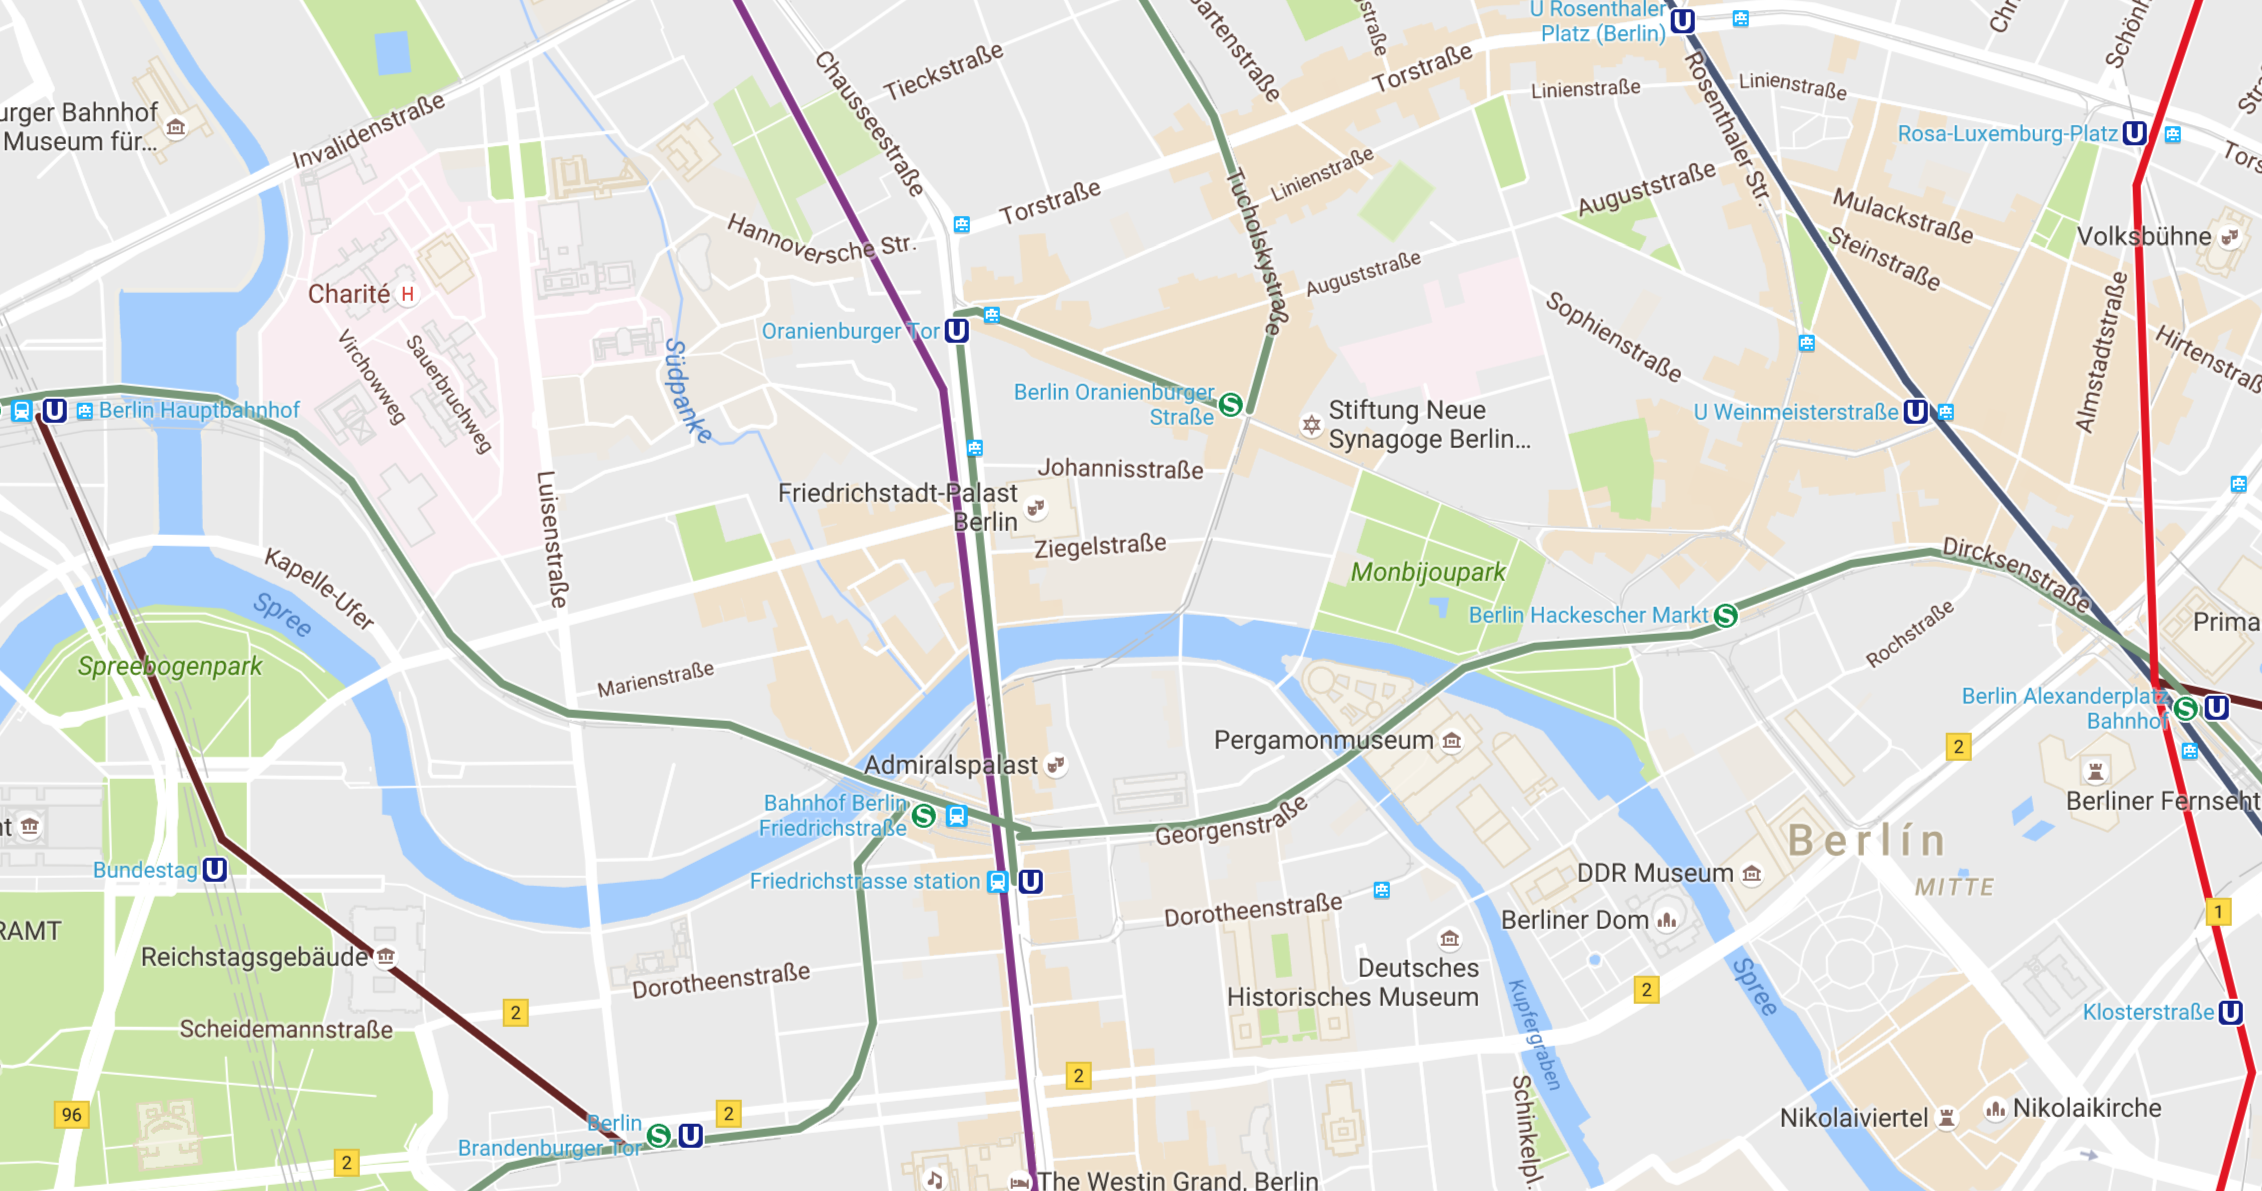 U Rosenthaler
Platz (Berlin)
Torstraße
Tieckstraße
Chausseestraße
Linienstraße
Linienstraße
Rosenthaler Str.
urger Bahnhof
Museum für...
Invalidenstraße
Rosa-Luxemburg-Platz
Linienstraße
Torstraße
Tucholskystraße
Auguststraße
Mulackstraße
Steinstraße
Volksbühne
Hannoversche Str.
Auguststraße
Charité
H
Virchowweg
Sauerbruchweg
Südpanke
Oranienburger Tor
U
Sophienstraße
Almstadtstraße
Berlin Oranienburger
Straße
S
Stiftung Neue
Synagoge Berlin...
U
Berlin Hauptbahnhof
U Weinmeisterstraße
U
Johannisstraße
Friedrichstadt-Palast
Berlin
Ziegelstraße
Luisenstraße
Kapelle-Ufer
Spree
Monbijoupark
Dircksenstraße
Berlin Hackescher Markt
S
Rochstraße
Prima
Spreebogenpark
Marienstraße
Berlin Alexanderplatz
Bahnhof
S
U
Pergamonmuseum
2
Admiralspalast
Bahnhof Berlin
Friedrichstraße
S
Georgenstraße
Berliner Fernseht
Berlín
MITTE
Bundestag
U
Friedrichstrasse station
U
DDR Museum
Berliner Dom
1
Dorotheenstraße
RAMT
Reichstagsgebäude
Dorotheenstraße
Deutsches
Historisches Museum
Kupfergraben
Spree
2
2
Scheidemannstraße
Klosterstraße
U
2
96
2
Berlin
Brandenburger Tor
S
U
2
Schinkelpl.
Nikolaiviertel
Nikolaikirche
The Westin Grand, Berlin